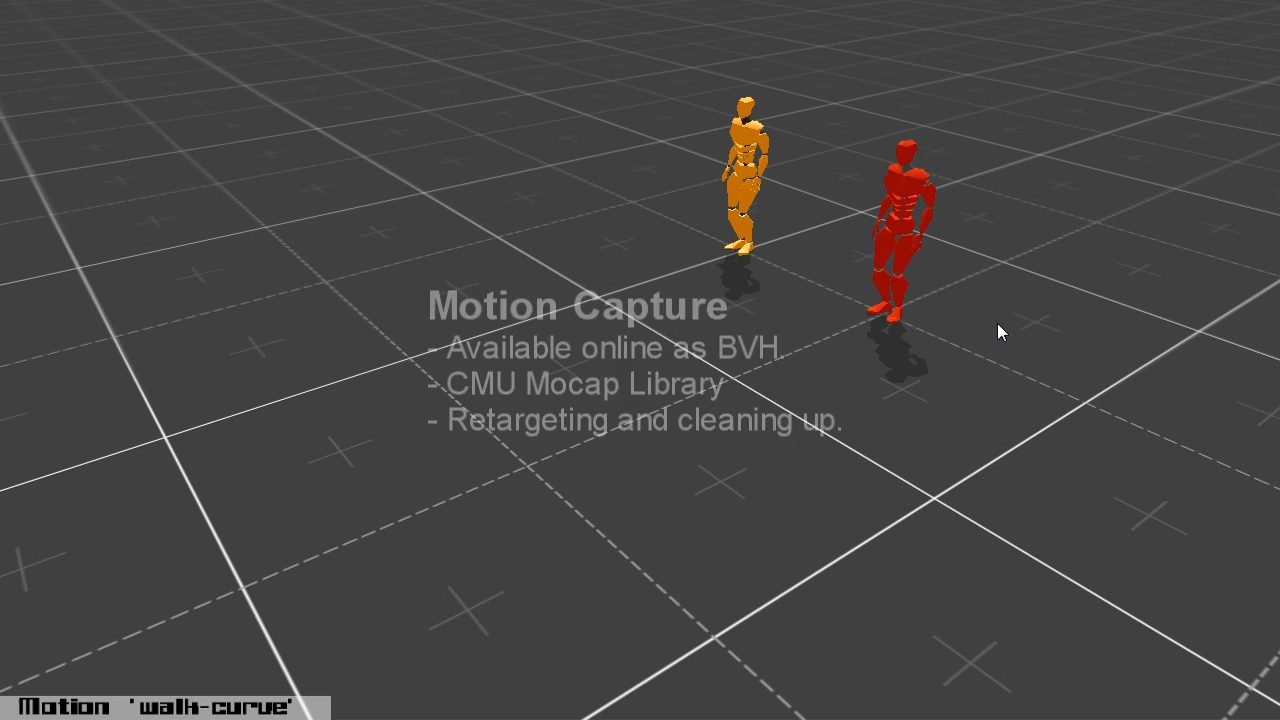 Motion Capture
- Available online as BVH.
- CMU Mocap Library
- Retargeting and cleaning up.
Motion 'walk-curve'